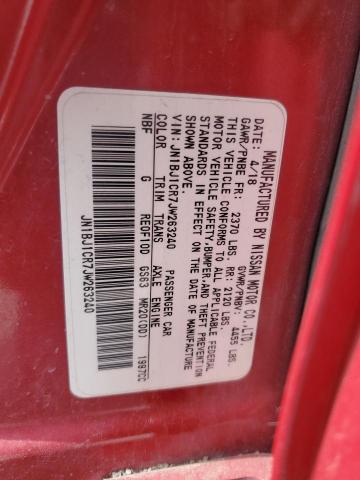 MANUFACTURED BY NISSAN MOTOR CO.,LTD.
DATE: 4/18 GVWR/PNBV: 4455 LBS.
GAWR/PNBE FR: 2370 LBS. RR: 2120 LBS.
THIS VEHICLE CONFORMS TO ALL APPLICABLE FEDERAL
MOTOR VEHICLE SAFETY,BUMPER,AND THEFT PREVENTION
STANDARDS IN EFFECT ON THE DATE OF MANUFACTURE
SHOWN ABOVE.
VIN: JN1BJ1CR7JW263240 PASSENGER CAR
COLOR TRIM TRANS AXLE ENGINE
NBF G RE0F10D GS63 MR20(DD) 1997CC
JN1BJ1CR7JW263240